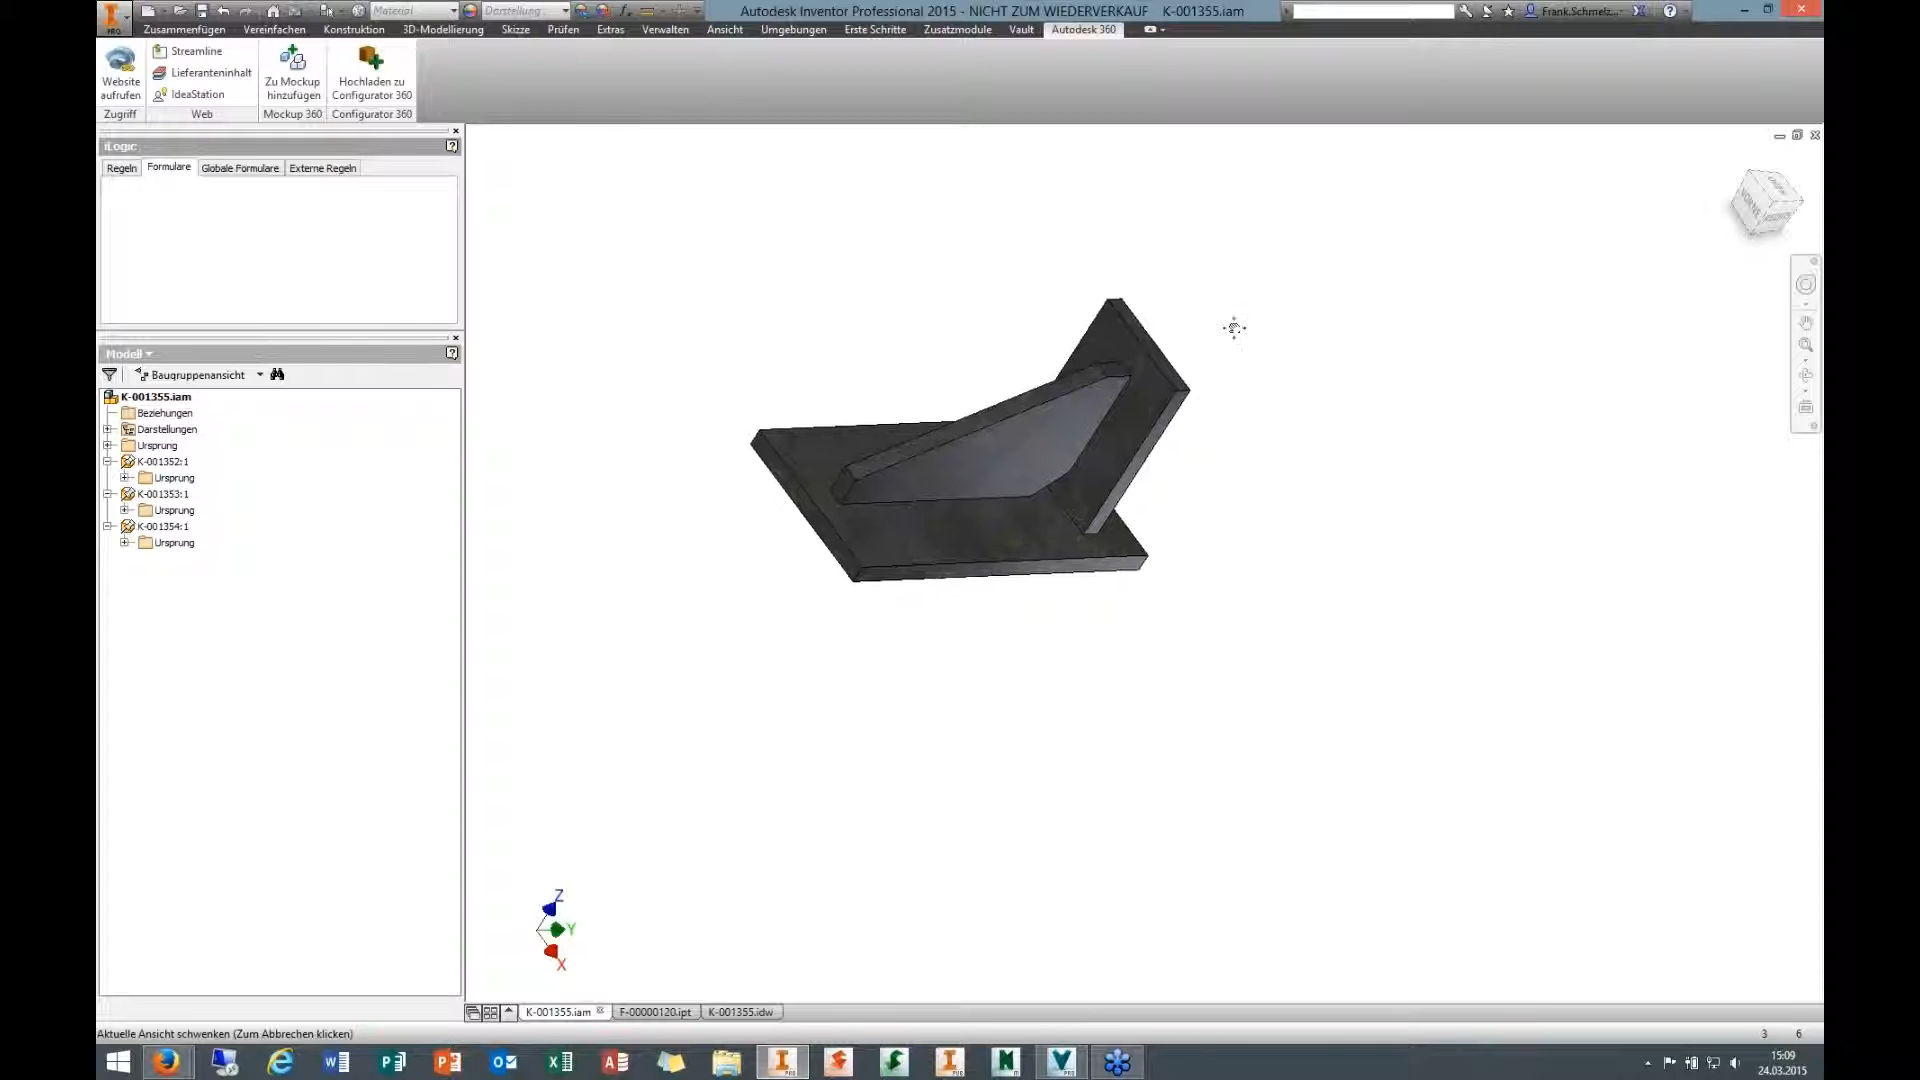 Material
Darstellung
Autodesk Inventor Professional 2015 - NICHT ZUM WIEDERVERKAUF K-001355.iam
Frank.Schmelz...
PRO
Zusammenfügen Vereinfachen Konstruktion 3D-Modellierung Skizze Prüfen Extras Verwalten Ansicht Umgebungen Erste Schritte Zusatzmodule Vault Autodesk 360
Website aufrufen
Streamline
Lieferanteninhalt
IdeaStation
Zu Mockup hinzufügen
Hochladen zu Configurator 360
Zugriff Web Mockup 360 Configurator 360
iLogic
Regeln Formulare Globale Formulare Externe Regeln
Modell
Baugruppenansicht
K-001355.iam
Beziehungen
Darstellungen
Ursprung
K-001352:1
Ursprung
K-001353:1
Ursprung
K-001354:1
Ursprung
VORNE
Z
Y
X
K-001355.iam F-00000120.ipt K-001355.idw
Aktuelle Ansicht schwenken (Zum Abbrechen klicken)
3 6
15:09
24.03.2015